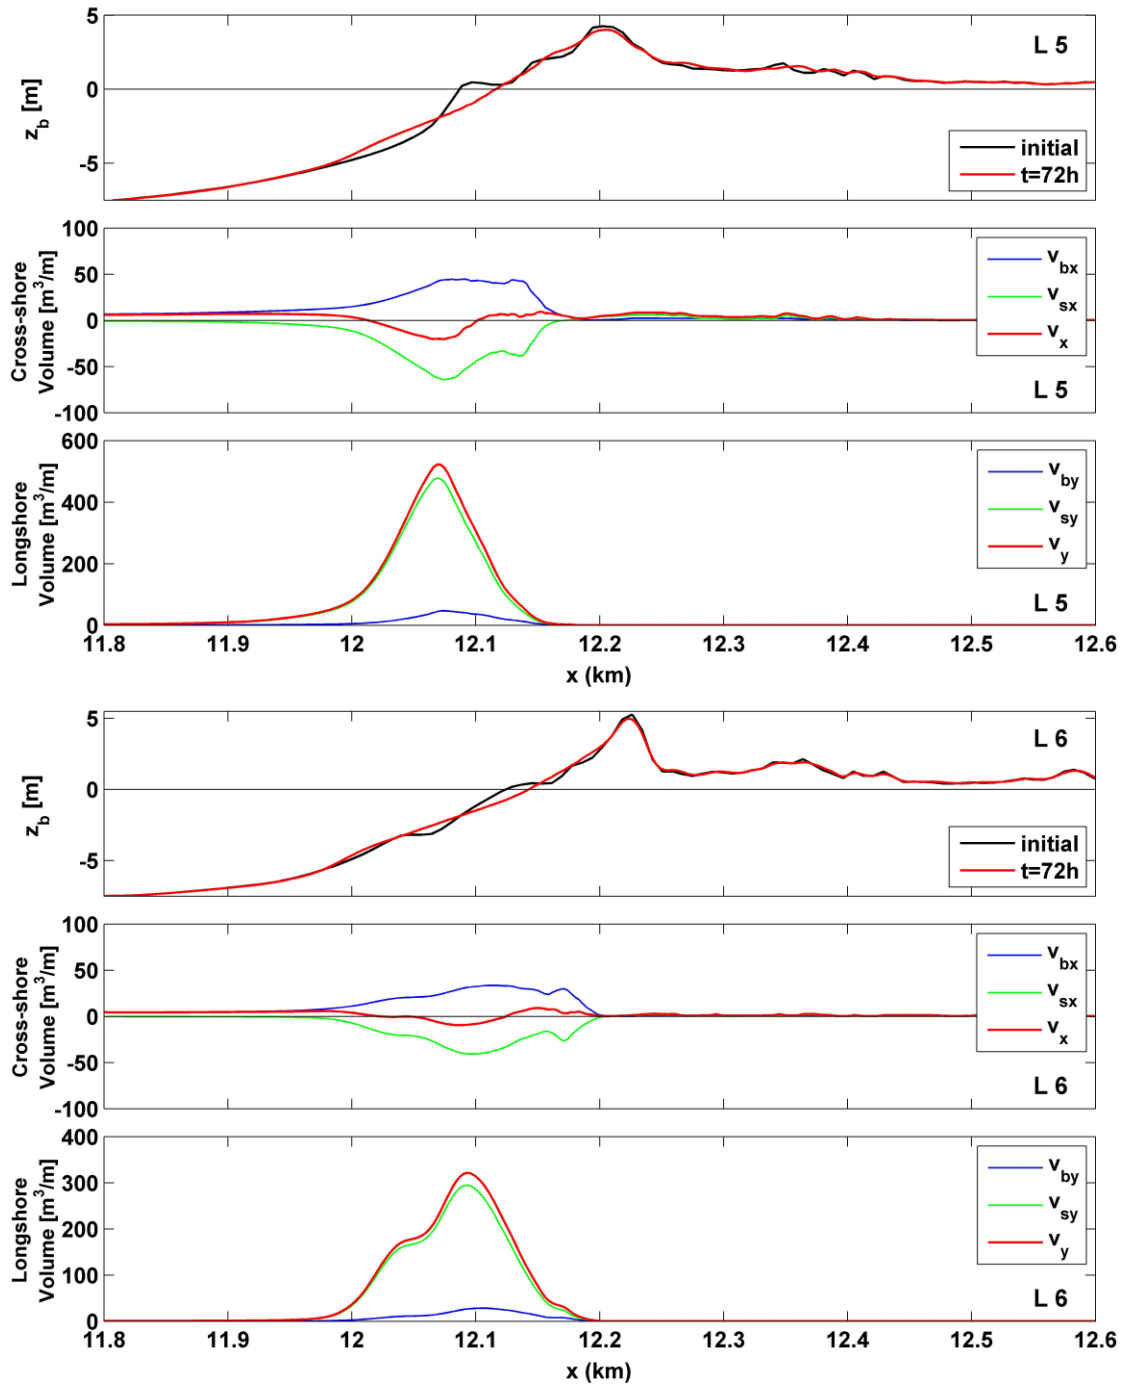 5
0
-5
z_b [m]
L 5
initial
t=72h
100
50
0
-50
-100
Cross-shore
Volume [m³/m]
v_bx
v_sx
v_x
L 5
600
400
200
0
Longshore
Volume [m³/m]
v_by
v_sy
v_y
L 5
11.8 11.9 12 12.1 12.2 12.3 12.4 12.5 12.6
x (km)
5
0
-5
z_b [m]
L 6
initial
t=72h
100
50
0
-50
-100
Cross-shore
Volume [m³/m]
v_bx
v_sx
v_x
L 6
400
300
200
100
0
Longshore
Volume [m³/m]
v_by
v_sy
v_y
L 6
11.8 11.9 12 12.1 12.2 12.3 12.4 12.5 12.6
x (km)